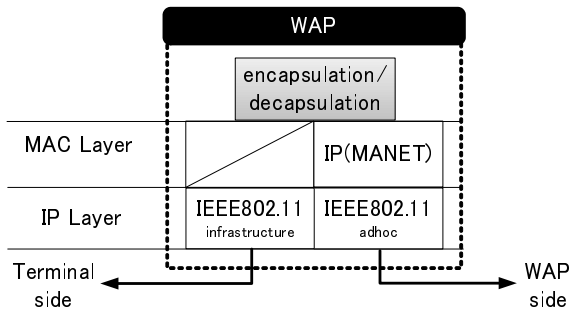 WAP
encapsulation/
decapsulation
MAC Layer
IP(MANET)
IP Layer
IEEE802.11
infrastructure
IEEE802.11
adhoc
Terminal
side
WAP
side